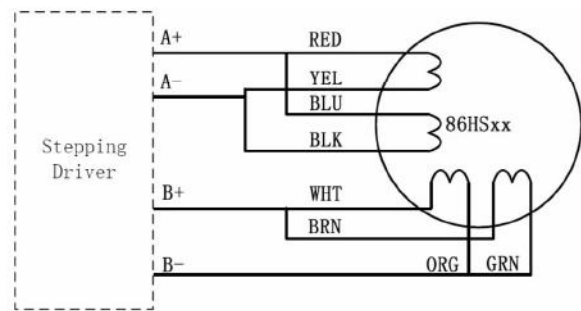 A+
RED
YEL
A-
BLU
86HSxx
BLK
Stepping
Driver
B+
WHT
BRN
B-
ORG
GRN